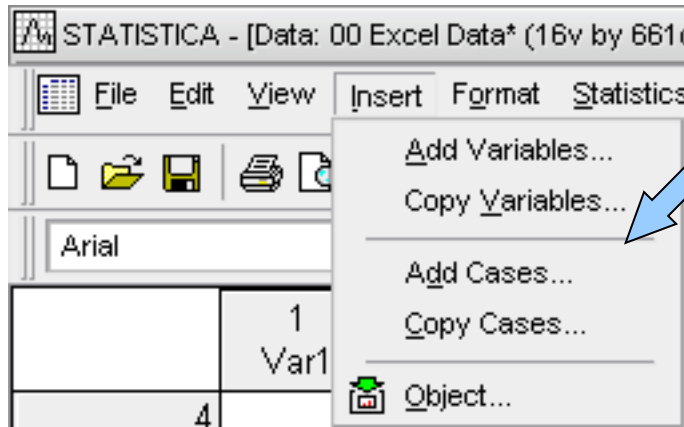 STATISTICA - [Data: 00 Excel Data* (16v by 661
File Edit View Insert Format Statistics
Add Variables...
Copy Variables...
Arial
Add Cases...
1
Copy Cases...
Var1
Object...
4